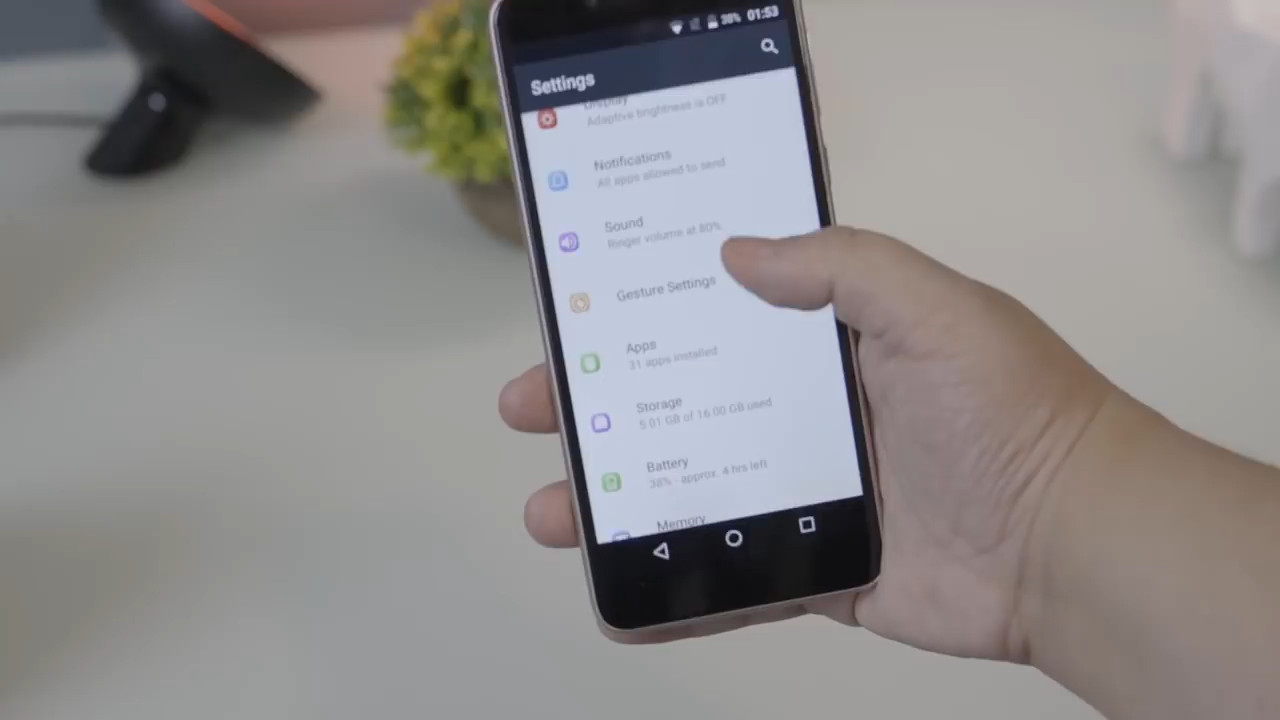 38% 01:53
Settings
Display
Adaptive brightness is OFF
Notifications
All apps allowed to send
Sound
Ringer volume at 80%
Gesture Settings
Apps
31 apps installed
Storage
5.01 GB of 16.00 GB used
Battery
38% - approx. 4 hrs left
Memory